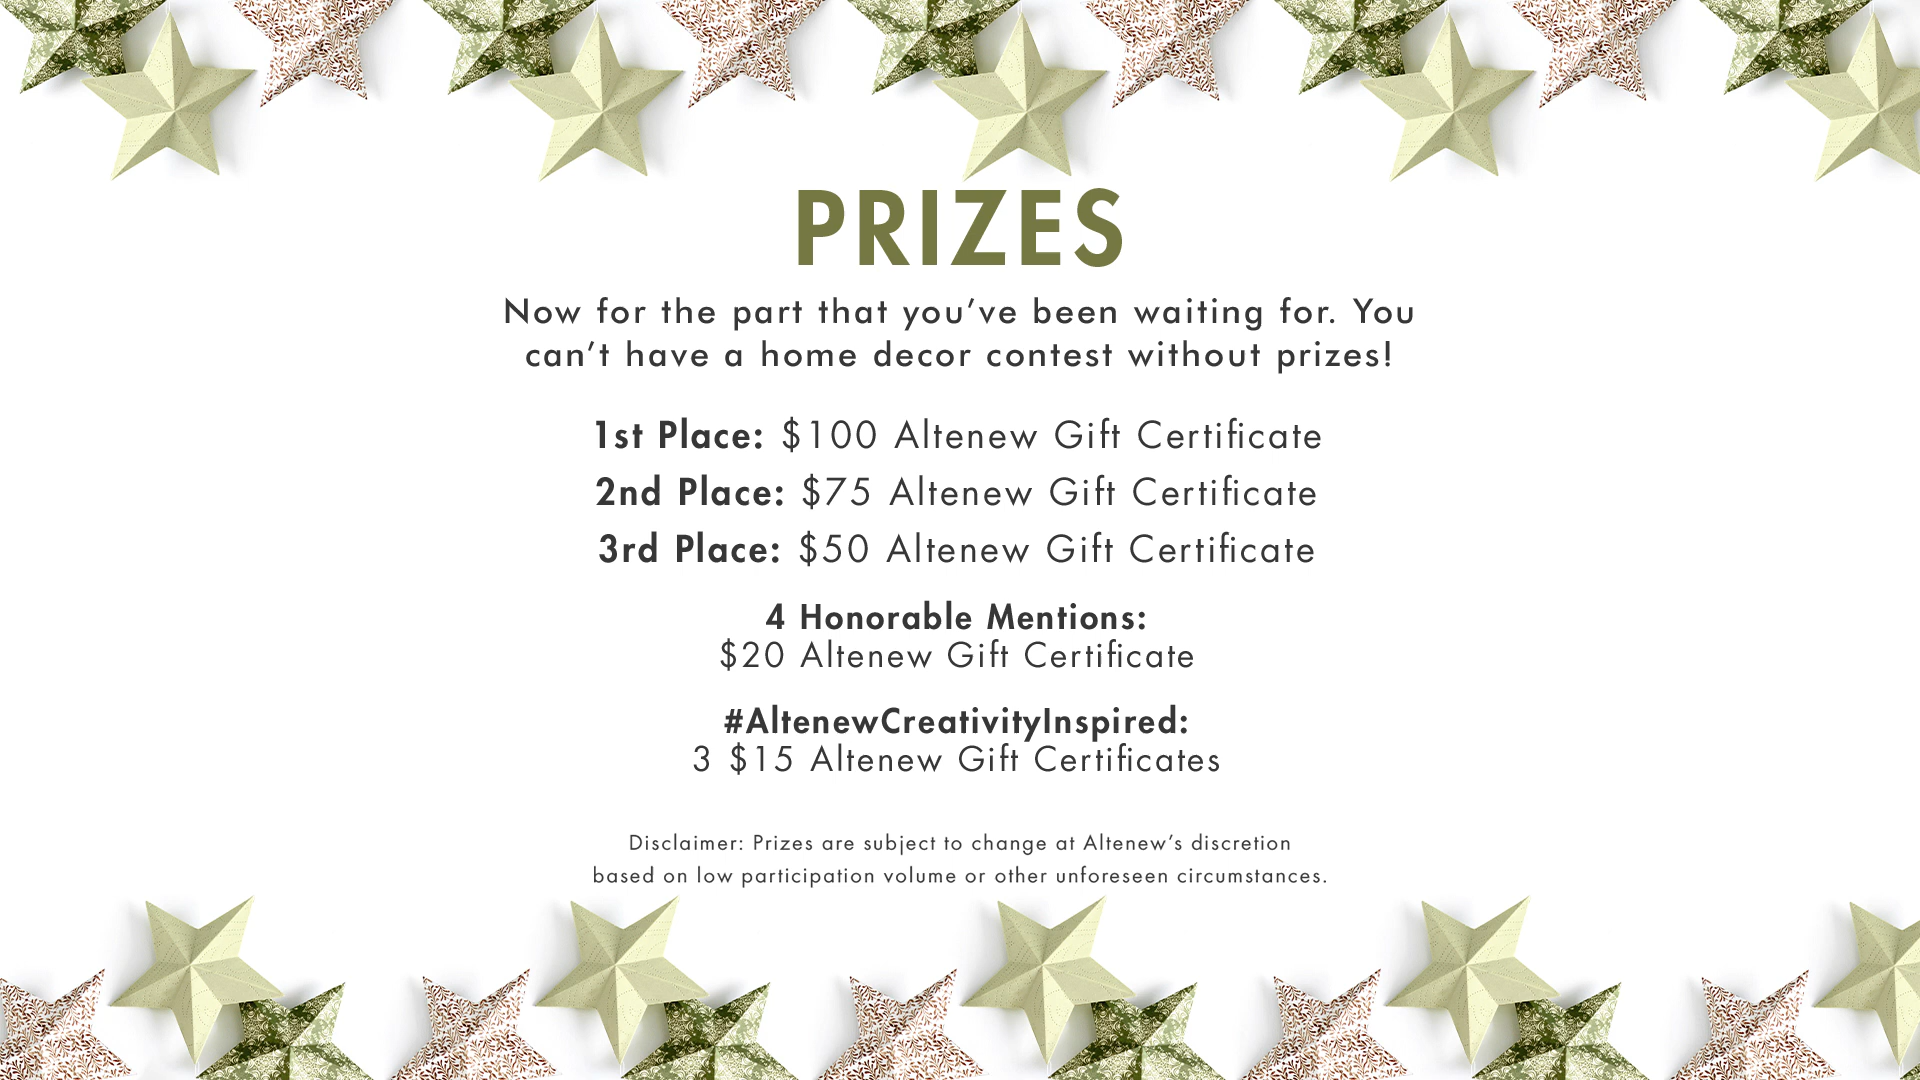 PRIZES
Now for the part that you’ve been waiting for. You
can’t have a home decor contest without prizes!
1st Place: $100 Altenew Gift Certificate
2nd Place: $75 Altenew Gift Certificate
3rd Place: $50 Altenew Gift Certificate
4 Honorable Mentions:
$20 Altenew Gift Certificate
#AltenewCreativityInspired:
3 $15 Altenew Gift Certificates
Disclaimer: Prizes are subject to change at Altenew’s discretion
based on low participation volume or other unforeseen circumstances.